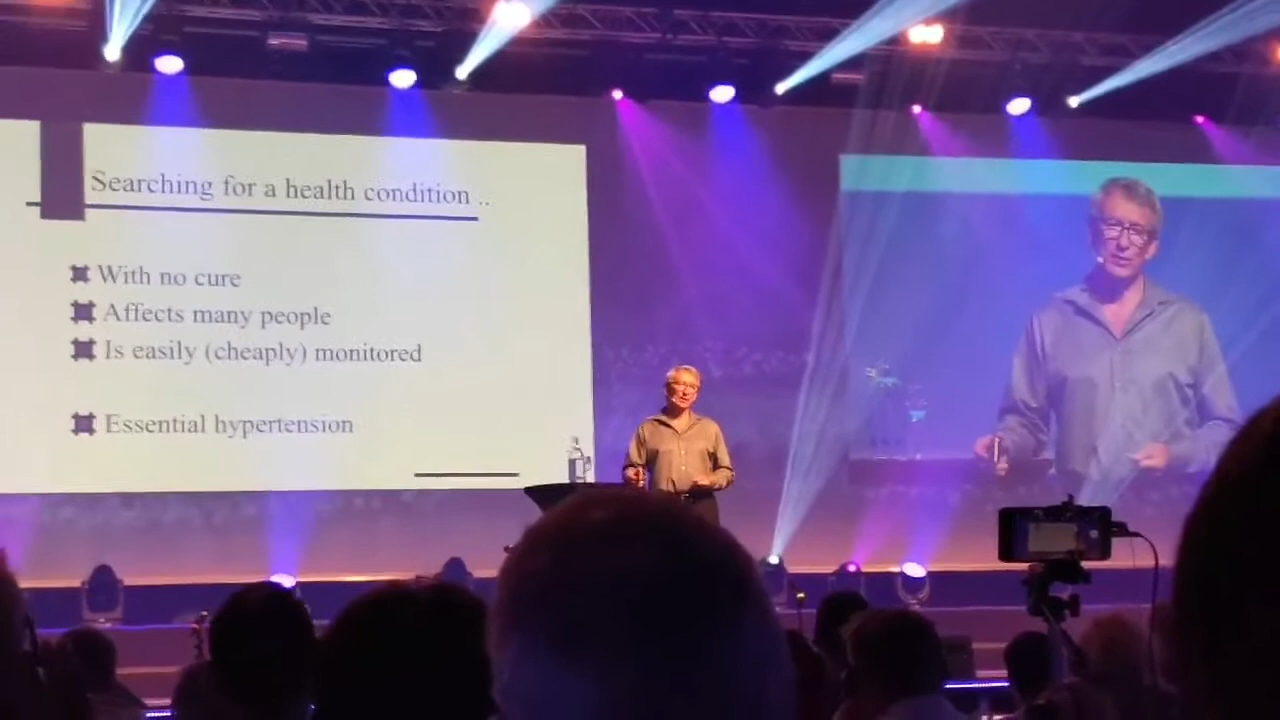 Searching for a health condition ..
With no cure
Affects many people
Is easily (cheaply) monitored
Essential hypertension